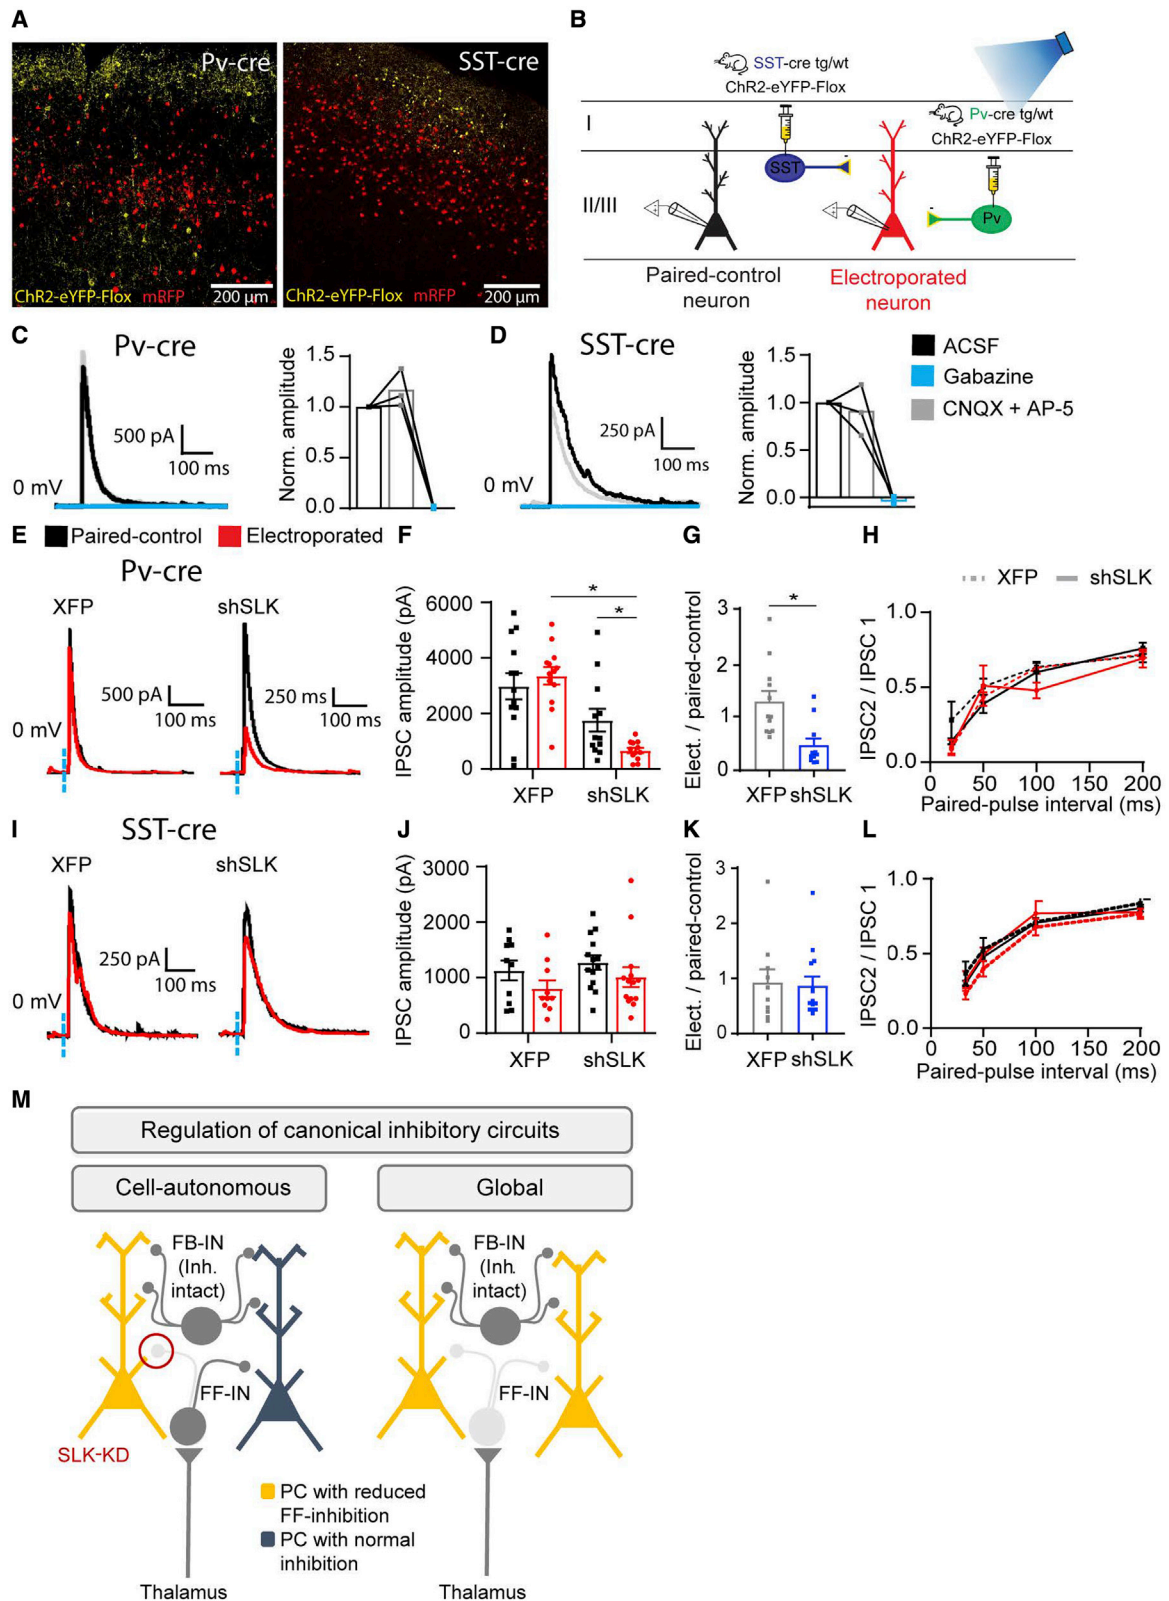 A
Pv-cre
ChR2-eYFP-Flox mRFP
200 µm
SST-cre
ChR2-eYFP-Flox mRFP
200 µm
B
SST-cre tg/wt
ChR2-eYFP-Flox
Pv-cre tg/wt
ChR2-eYFP-Flox
I
SST
II/III
Pv
Paired-control
neuron
Electroporated
neuron
C
Pv-cre
500 pA
100 ms
0 mV
Norm. amplitude
1.5
1.0
0.5
0.0
D
SST-cre
250 pA
100 ms
0 mV
Norm. amplitude
1.5
1.0
0.5
0.0
ACSF
Gabazine
CNQX + AP-5
E
Paired-control
Electroporated
Pv-cre
XFP
shSLK
500 pA
100 ms
250 ms
100 ms
0 mV
F
IPSC amplitude (pA)
6000
4000
2000
0
*
*
XFP
shSLK
G
Elect. / paired-control
3
2
1
0
*
XFP shSLK
H
XFP
shSLK
IPSC2 / IPSC 1
1.0
0.5
0.0
0 50 100 150 200
Paired-pulse interval (ms)
I
SST-cre
XFP
shSLK
250 pA
100 ms
0 mV
J
IPSC amplitude (pA)
3000
2000
1000
0
XFP
shSLK
K
Elect. / paired-control
3
2
1
0
XFP shSLK
L
IPSC2 / IPSC 1
1.0
0.5
0.0
0 50 100 150 200
Paired-pulse interval (ms)
M
Regulation of canonical inhibitory circuits
Cell-autonomous
Global
FB-IN
(Inh.
intact)
FF-IN
SLK-KD
Thalamus
FB-IN
(Inh.
intact)
FF-IN
Thalamus
PC with reduced
FF-inhibition
PC with normal
inhibition